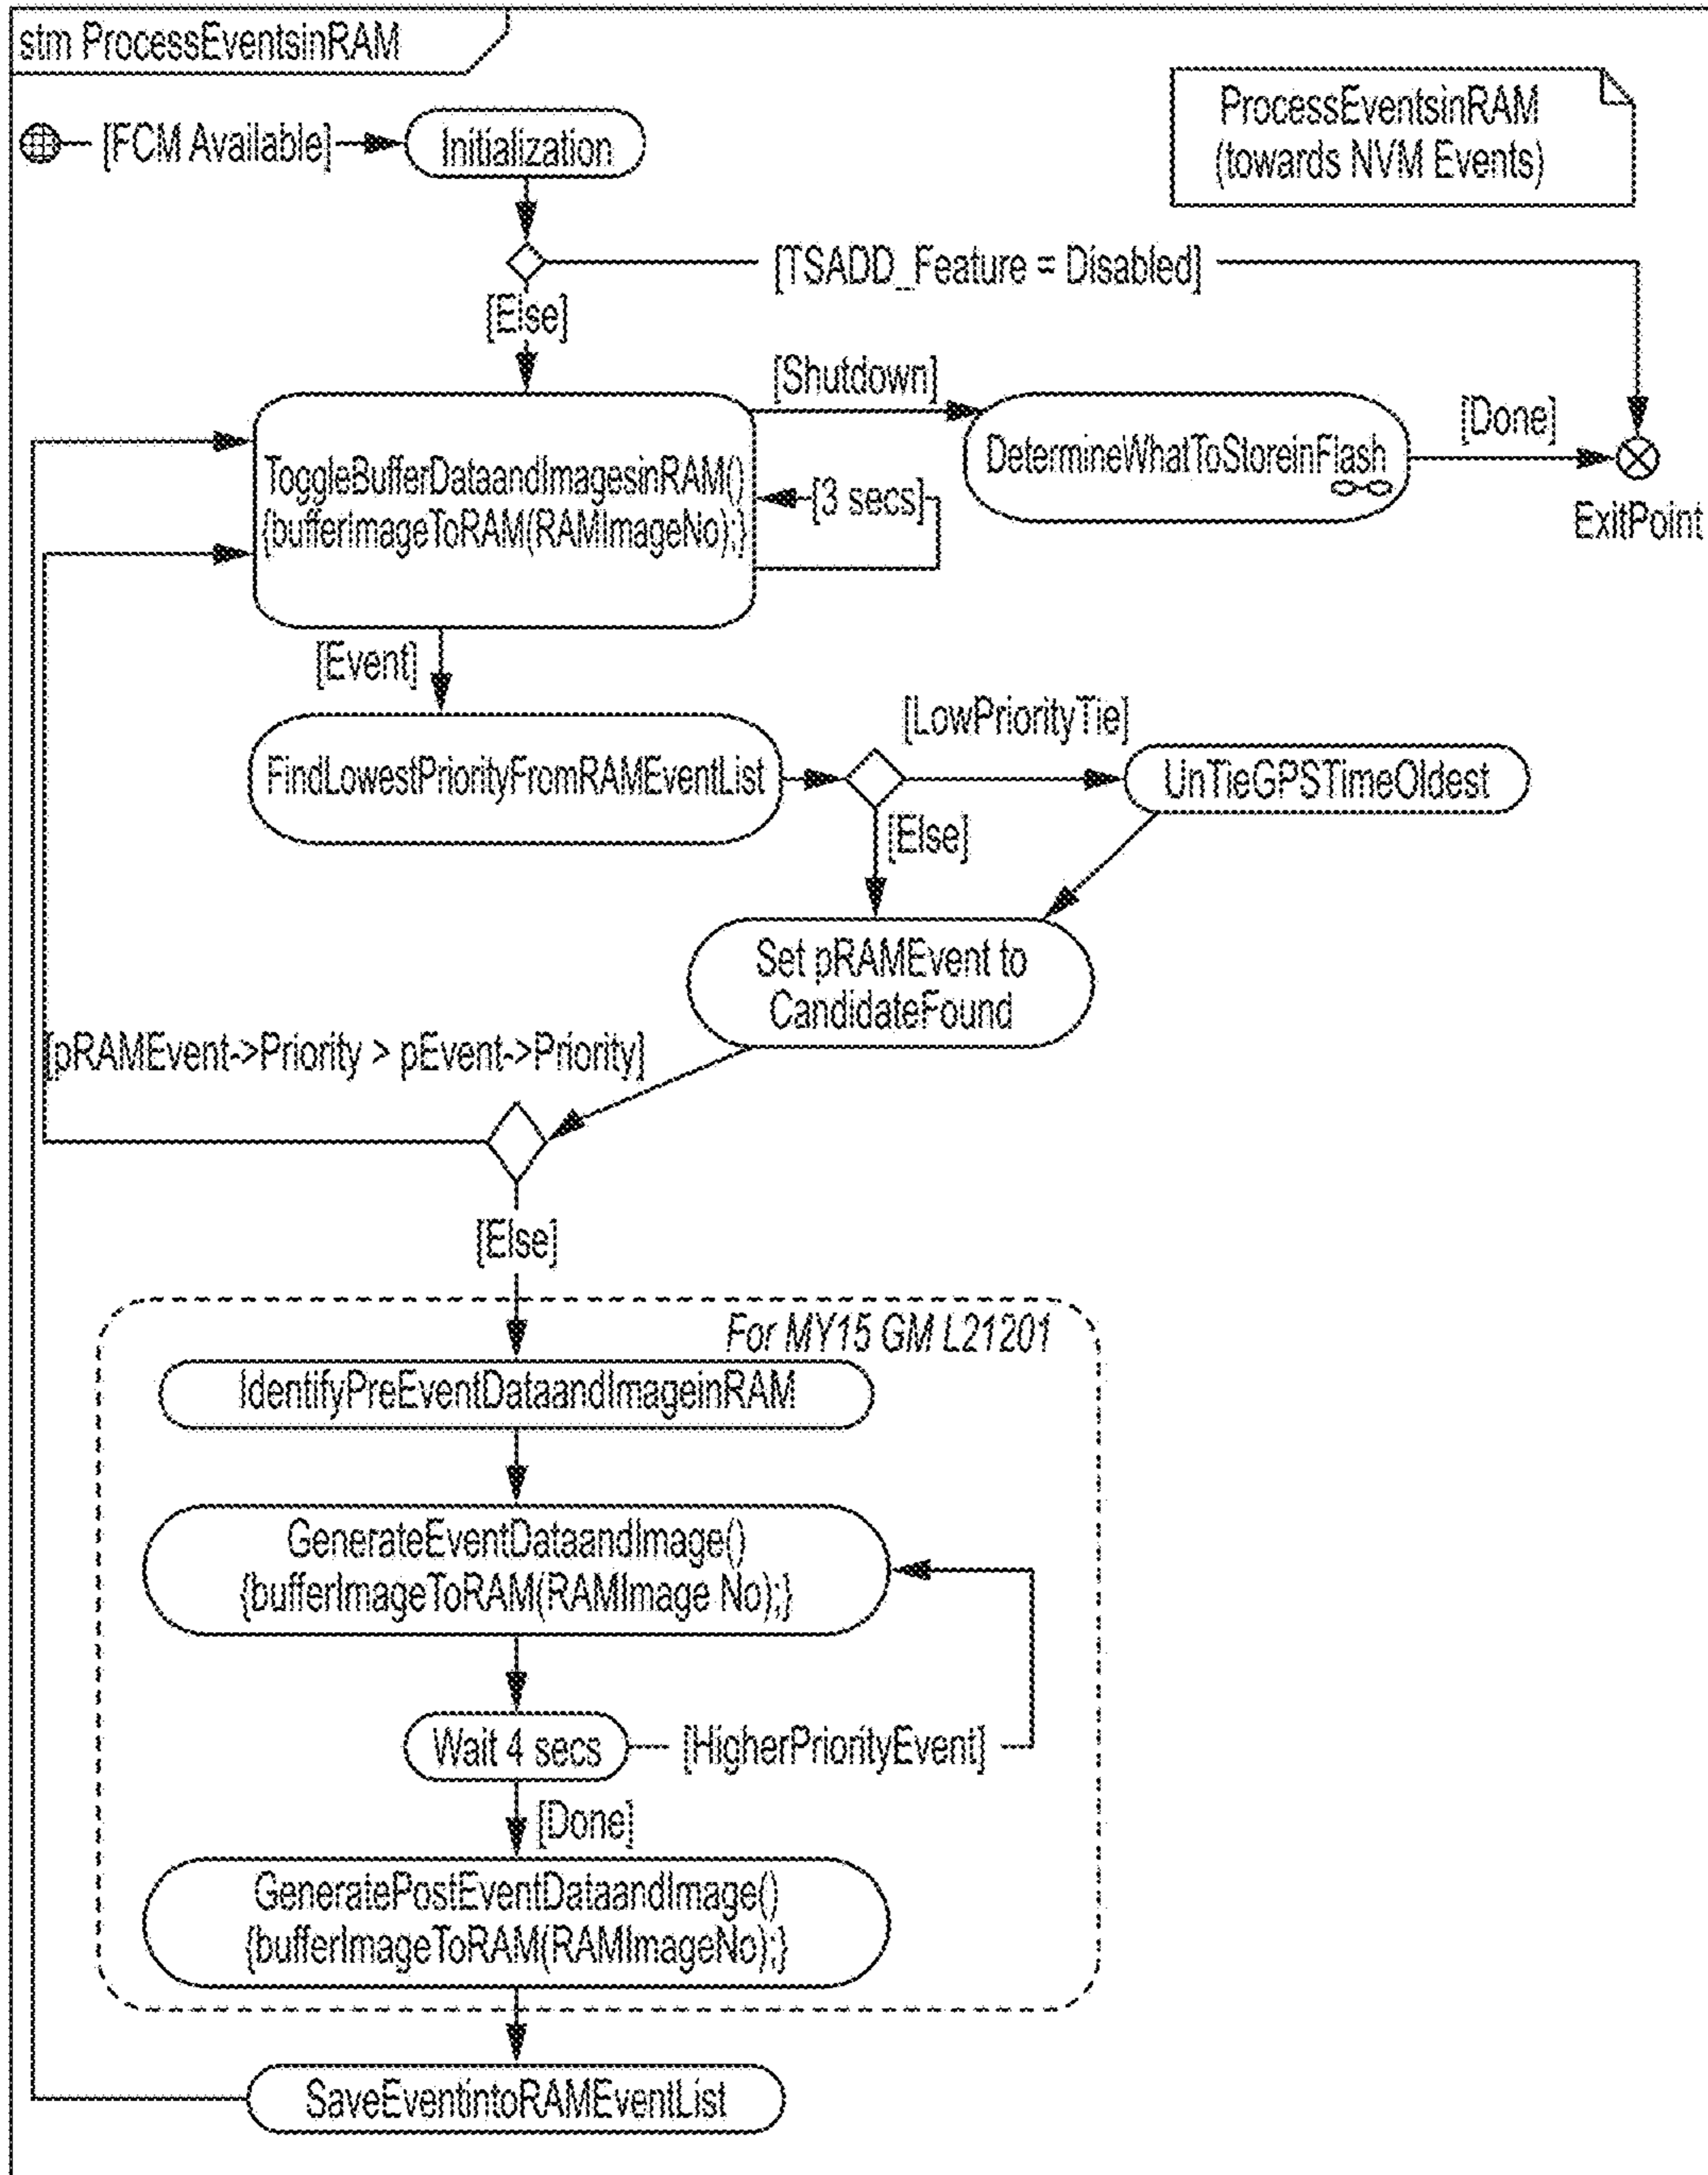 stm ProcessEventsinRAM
ProcessEventsinRAM
(towards NVM Events)
[FCM Available]
Initialization
[TSADD_Feature = Disabled]
[Else]
[Shutdown]
[Done]
ToggleBufferDataandImagesinRAM()
{bufferImageToRAM(RAMImageNo);}
[3 secs]
DetermineWhatToStoreinFlash
ExitPoint
[Event]
[LowPriorityTie]
FindLowestPriorityFromRAMEventList
UnTieGPSTimeOldest
[Else]
Set pRAMEvent to
CandidateFound
[pRAMEvent->Priority > pEvent->Priority]
[Else]
For MY15 GM L21201
IdentifyPreEventDataandImageinRAM
GenerateEventDataandImage()
{bufferImageToRAM(RAMImage No);}
Wait 4 secs
[HigherPriorityEvent]
[Done]
GeneratePostEventDataandImage()
{bufferImageToRAM(RAMImageNo);}
SaveEventintoRAMEventList